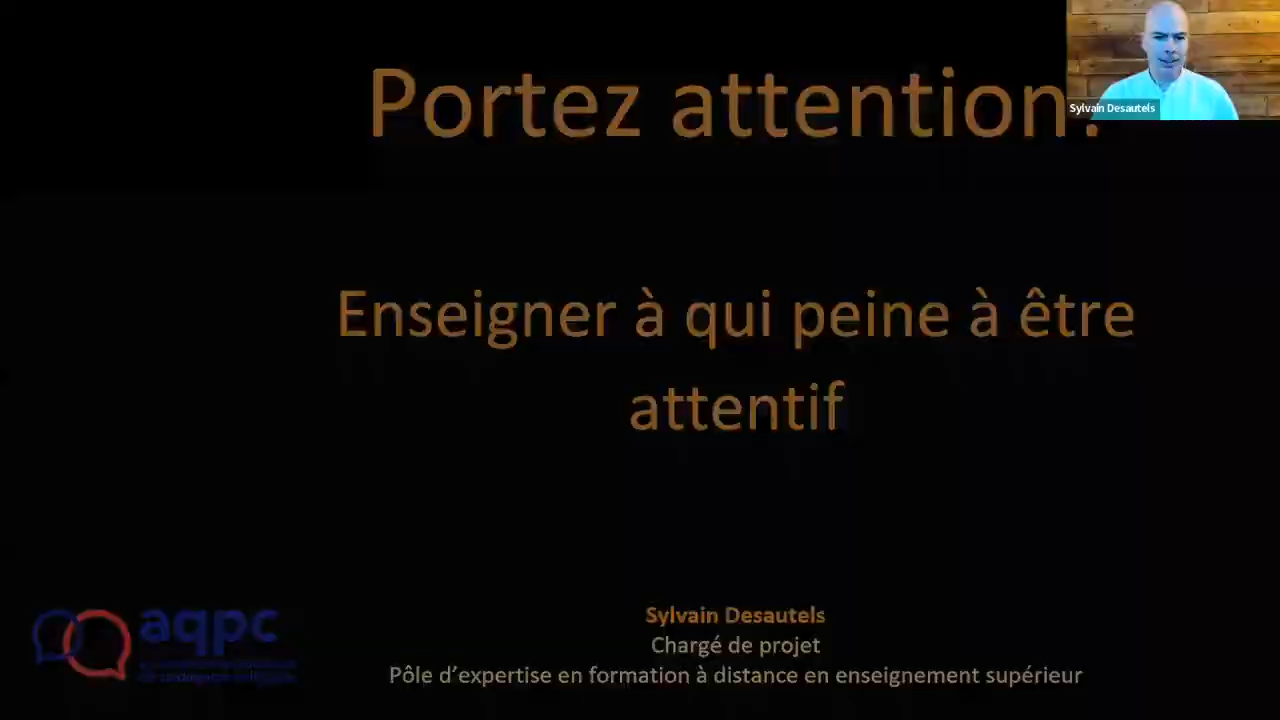 Portez attention
Sylvain Desautels
Enseigner à qui peine à être
attentif
aqpc
Sylvain Desautels
Chargé de projet
Pôle d’expertise en formation à distance en enseignement supérieur